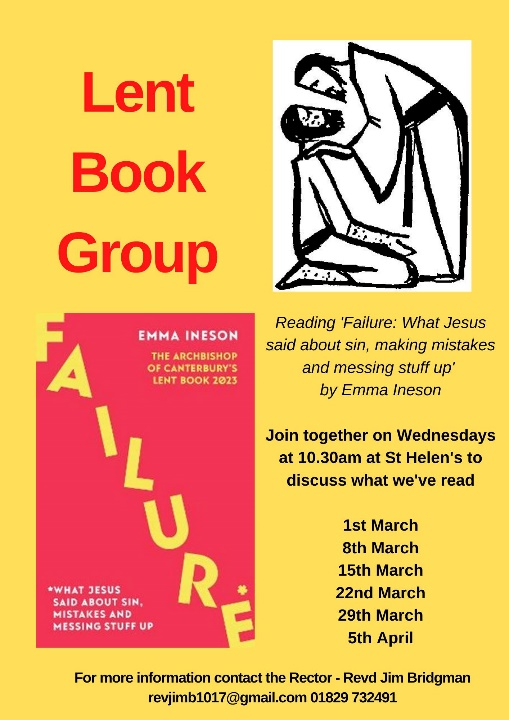 Lent
Book
Group
Reading 'Failure: What Jesus
said about sin, making mistakes
and messing stuff up'
by Emma Ineson
Join together on Wednesdays
at 10.30am at St Helen's to
discuss what we've read
1st March
8th March
15th March
22nd March
29th March
5th April
EMMA INESON
THE ARCHBISHOP
OF CANTERBURY'S
LENT BOOK 2023
FAILURE*
*WHAT JESUS
SAID ABOUT SIN,
MISTAKES AND
MESSING STUFF UP
For more information contact the Rector - Revd Jim Bridgman
revjimb1017@gmail.com 01829 732491